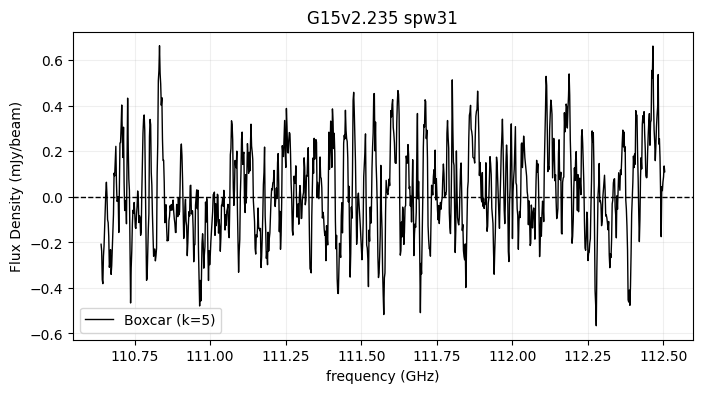 G15v2.235 spw31
Flux Density (mJy/beam)
0.6
0.4
0.2
0.0
−0.2
−0.4
−0.6
Boxcar (k=5)
110.75 111.00 111.25 111.50 111.75 112.00 112.25 112.50
frequency (GHz)